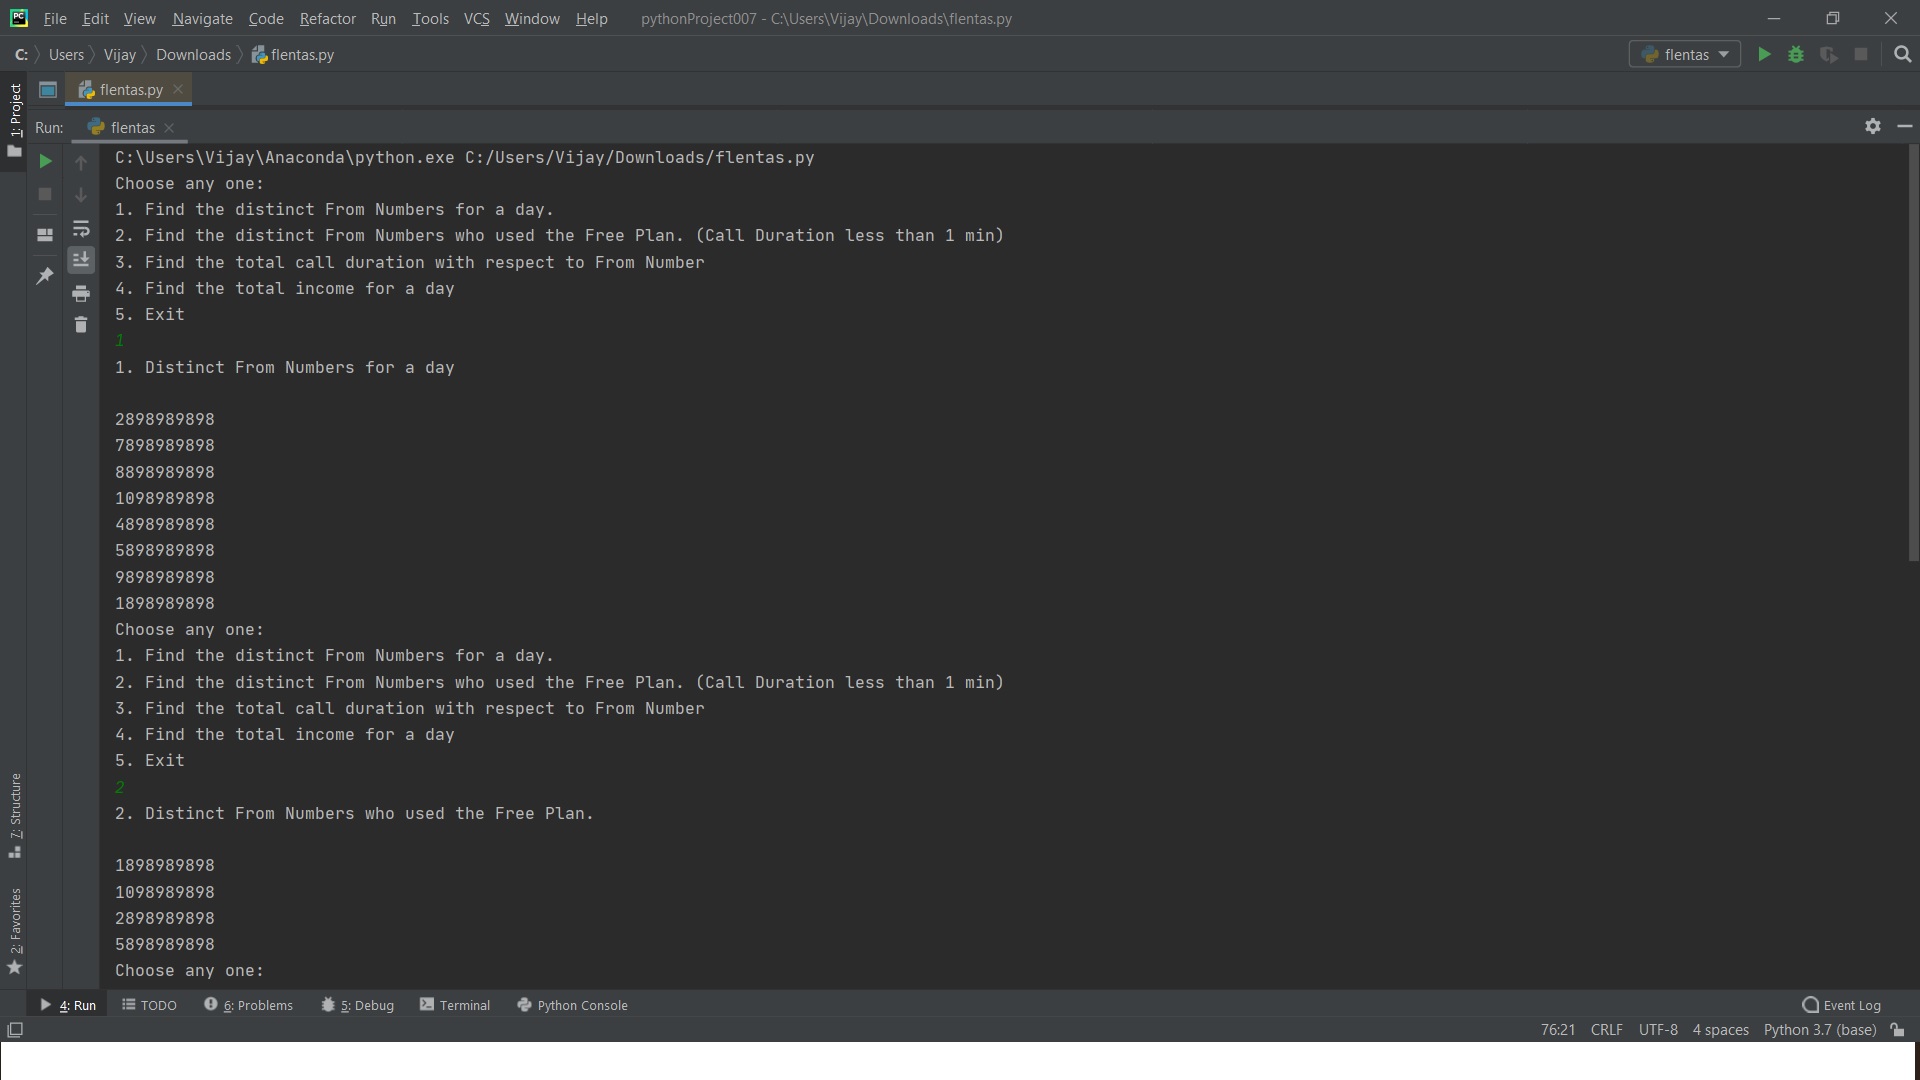 PC File Edit View Navigate Code Refactor Run Tools VCS Window Help pythonProject007 - C:\Users\Vijay\Downloads\flentas.py
C: Users Vijay Downloads flentas.py flentas
flentas.py
1: Project
Run: flentas
C:\Users\Vijay\Anaconda\python.exe C:/Users/Vijay/Downloads/flentas.py
Choose any one:
1. Find the distinct From Numbers for a day.
2. Find the distinct From Numbers who used the Free Plan. (Call Duration less than 1 min)
3. Find the total call duration with respect to From Number
4. Find the total income for a day
5. Exit
1
1. Distinct From Numbers for a day
2898989898
7898989898
8898989898
1098989898
4898989898
5898989898
9898989898
1898989898
Choose any one:
1. Find the distinct From Numbers for a day.
2. Find the distinct From Numbers who used the Free Plan. (Call Duration less than 1 min)
3. Find the total call duration with respect to From Number
4. Find the total income for a day
5. Exit
2
2. Distinct From Numbers who used the Free Plan.
1898989898
1098989898
2898989898
5898989898
Choose any one:
7: Structure
2: Favorites
4: Run TODO 6: Problems 5: Debug Terminal Python Console Event Log
76:21 CRLF UTF-8 4 spaces Python 3.7 (base)